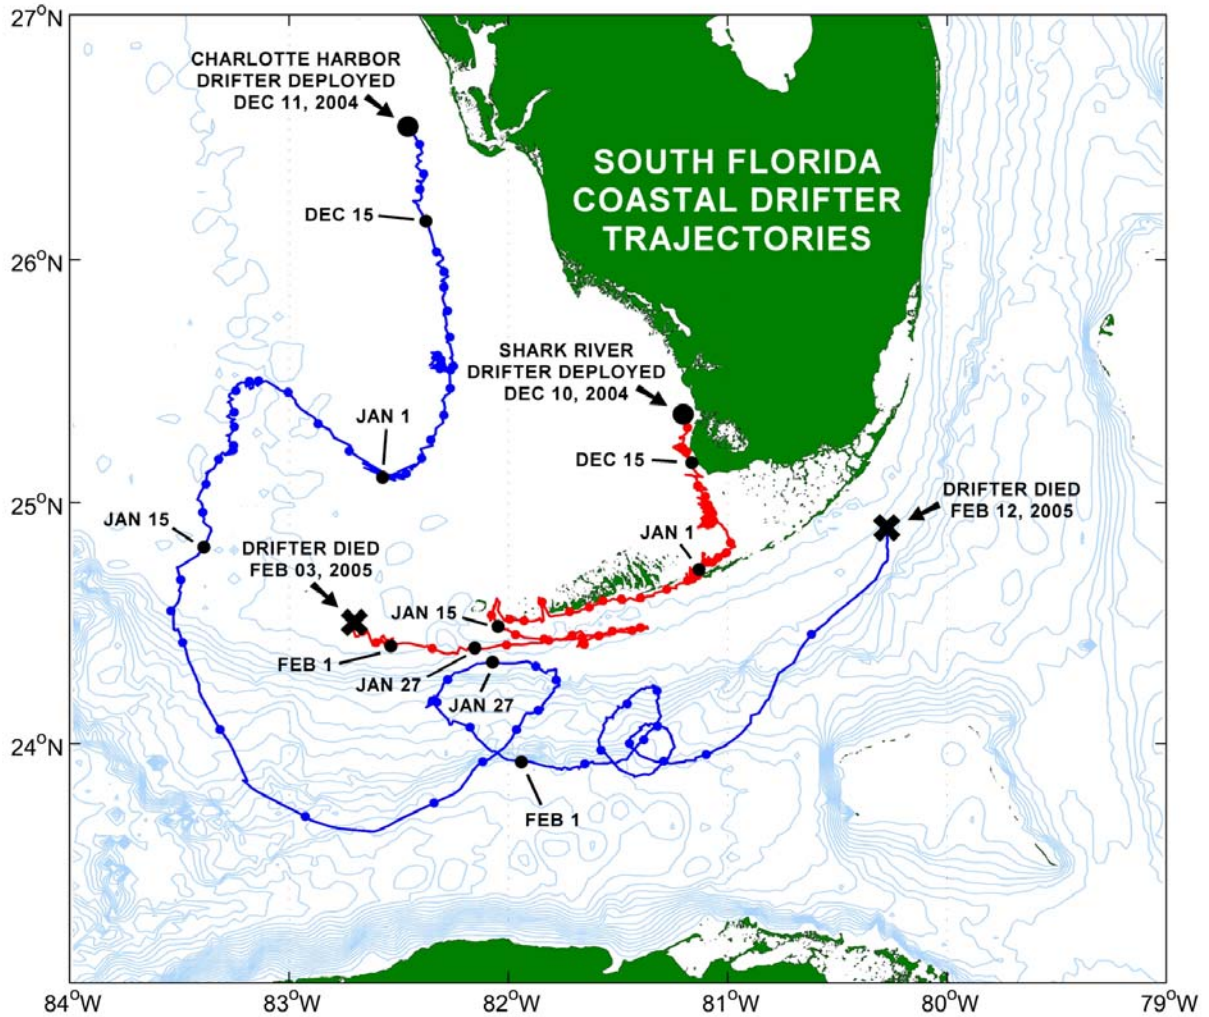 27°N
CHARLOTTE HARBOR
DRIFTER DEPLOYED
DEC 11, 2004
SOUTH FLORIDA
COASTAL DRIFTER
TRAJECTORIES
DEC 15
26°N
SHARK RIVER
DRIFTER DEPLOYED
DEC 10, 2004
JAN 1
DEC 15
25°N
DRIFTER DIED
FEB 12, 2005
JAN 15
JAN 1
DRIFTER DIED
FEB 03, 2005
JAN 15
FEB 1
JAN 27
JAN 27
24°N
FEB 1
84°W
83°W
82°W
81°W
80°W
79°W